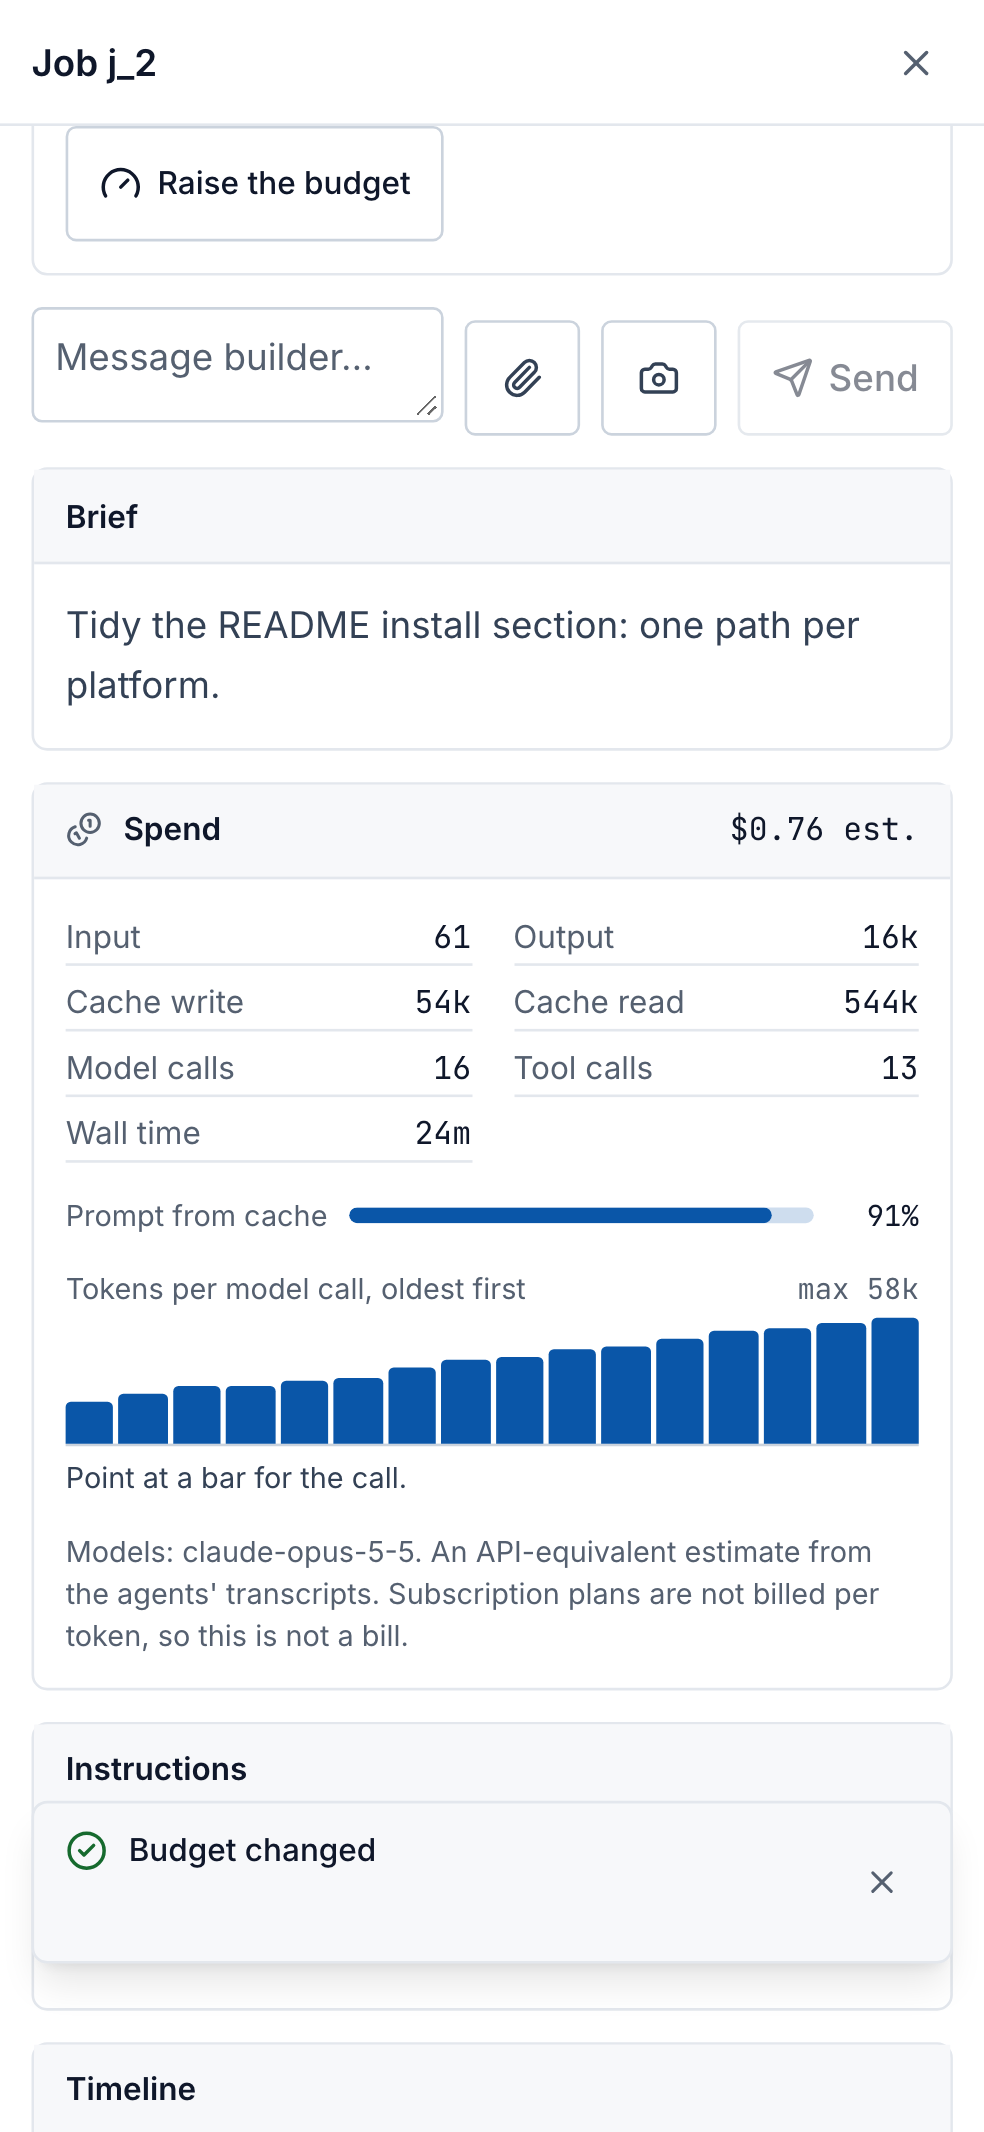 Job j_2
Raise the budget
Message builder...
Send
Brief
Tidy the README install section: one path per
platform.
Spend
$0.76 est.
Input 61
Output 16k
Cache write 54k
Cache read 544k
Model calls 16
Tool calls 13
Wall time 24m
Prompt from cache 91%
Tokens per model call, oldest first
max 58k
Point at a bar for the call.
Models: claude-opus-5-5. An API-equivalent estimate from
the agents' transcripts. Subscription plans are not billed per
token, so this is not a bill.
Instructions
Budget changed
Timeline